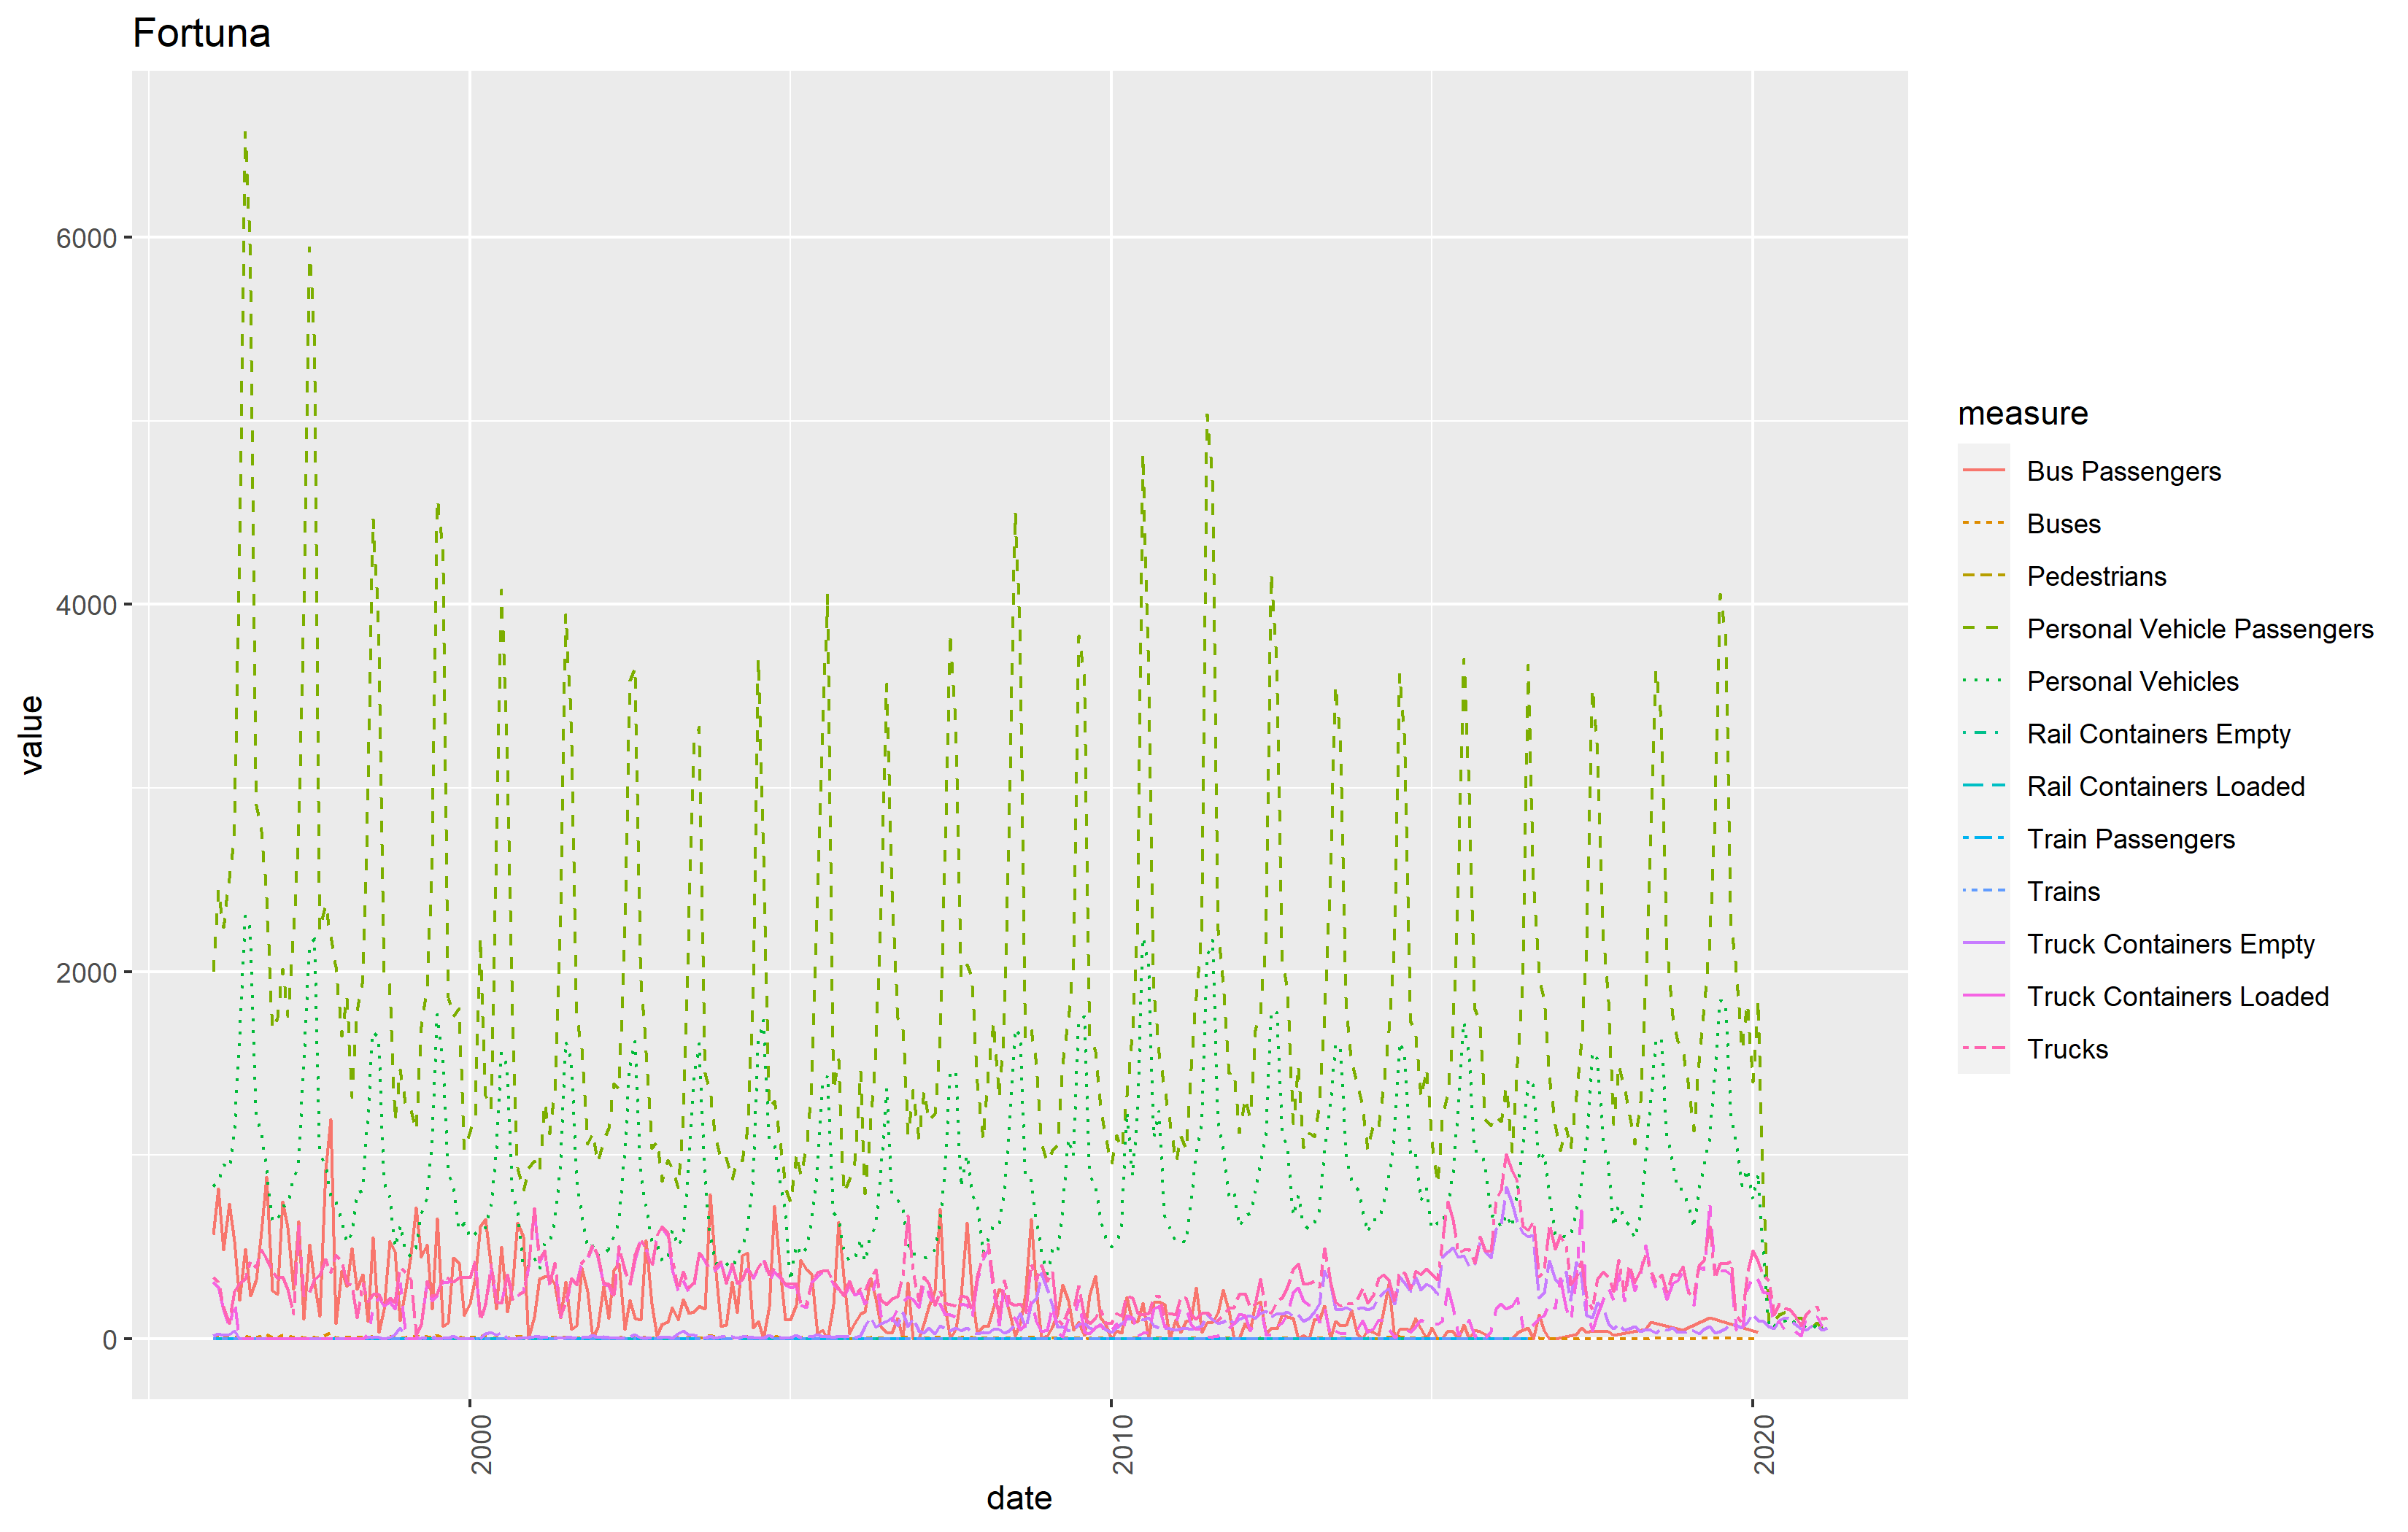 Fortuna
6000
4000
2000
0
value
2000
2010
2020
date
measure
Bus Passengers
Buses
Pedestrians
Personal Vehicle Passengers
Personal Vehicles
Rail Containers Empty
Rail Containers Loaded
Train Passengers
Trains
Truck Containers Empty
Truck Containers Loaded
Trucks